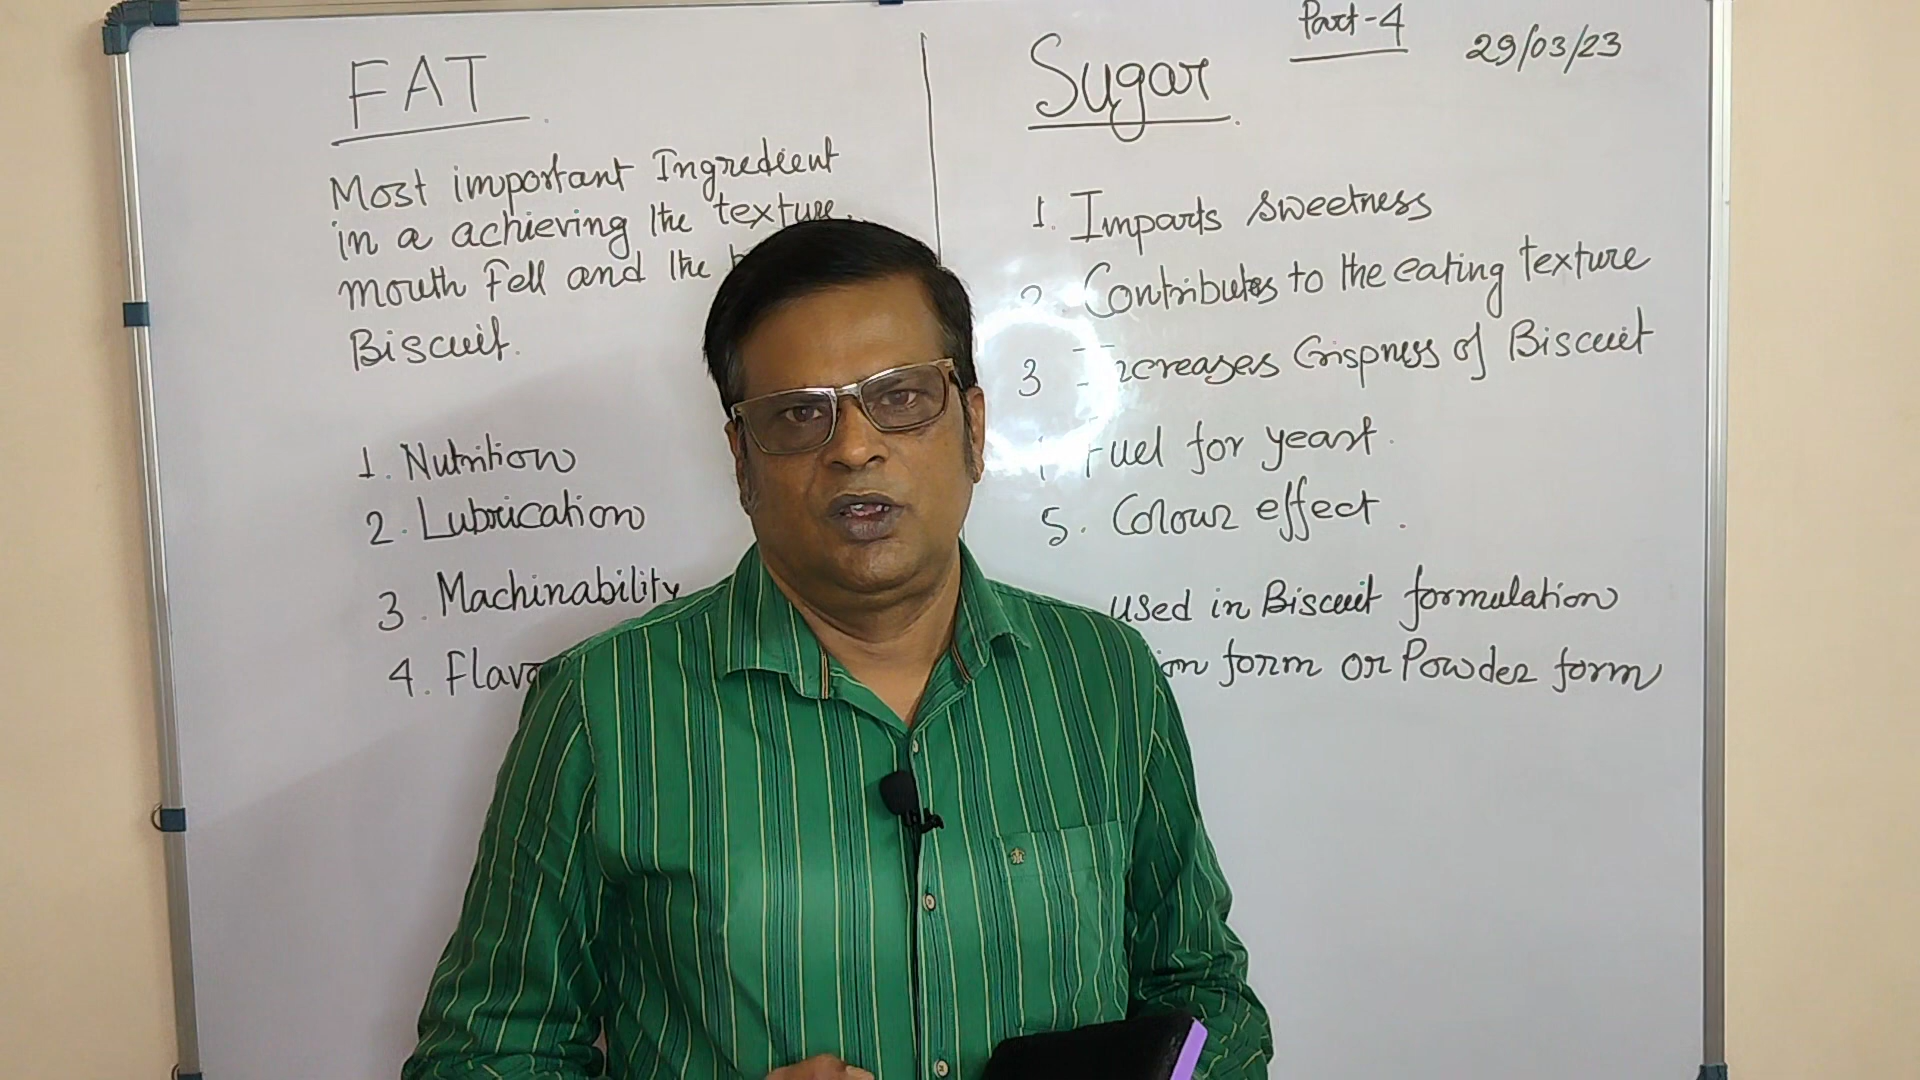 FAT
Most important Ingredient
in a achieving the texture
mouth Fell and the
Biscuit.
1. Nutrition
2. Lubrication
3. Machinability
4.
Part-4
29/03/23
Sugar
1. Imparts sweetness
Contributes to the eating texture
3 Increases Crispness of Biscuit
Fuel for yeast.
5. Colour effect.
used in Biscuit formulation
form or Powder form